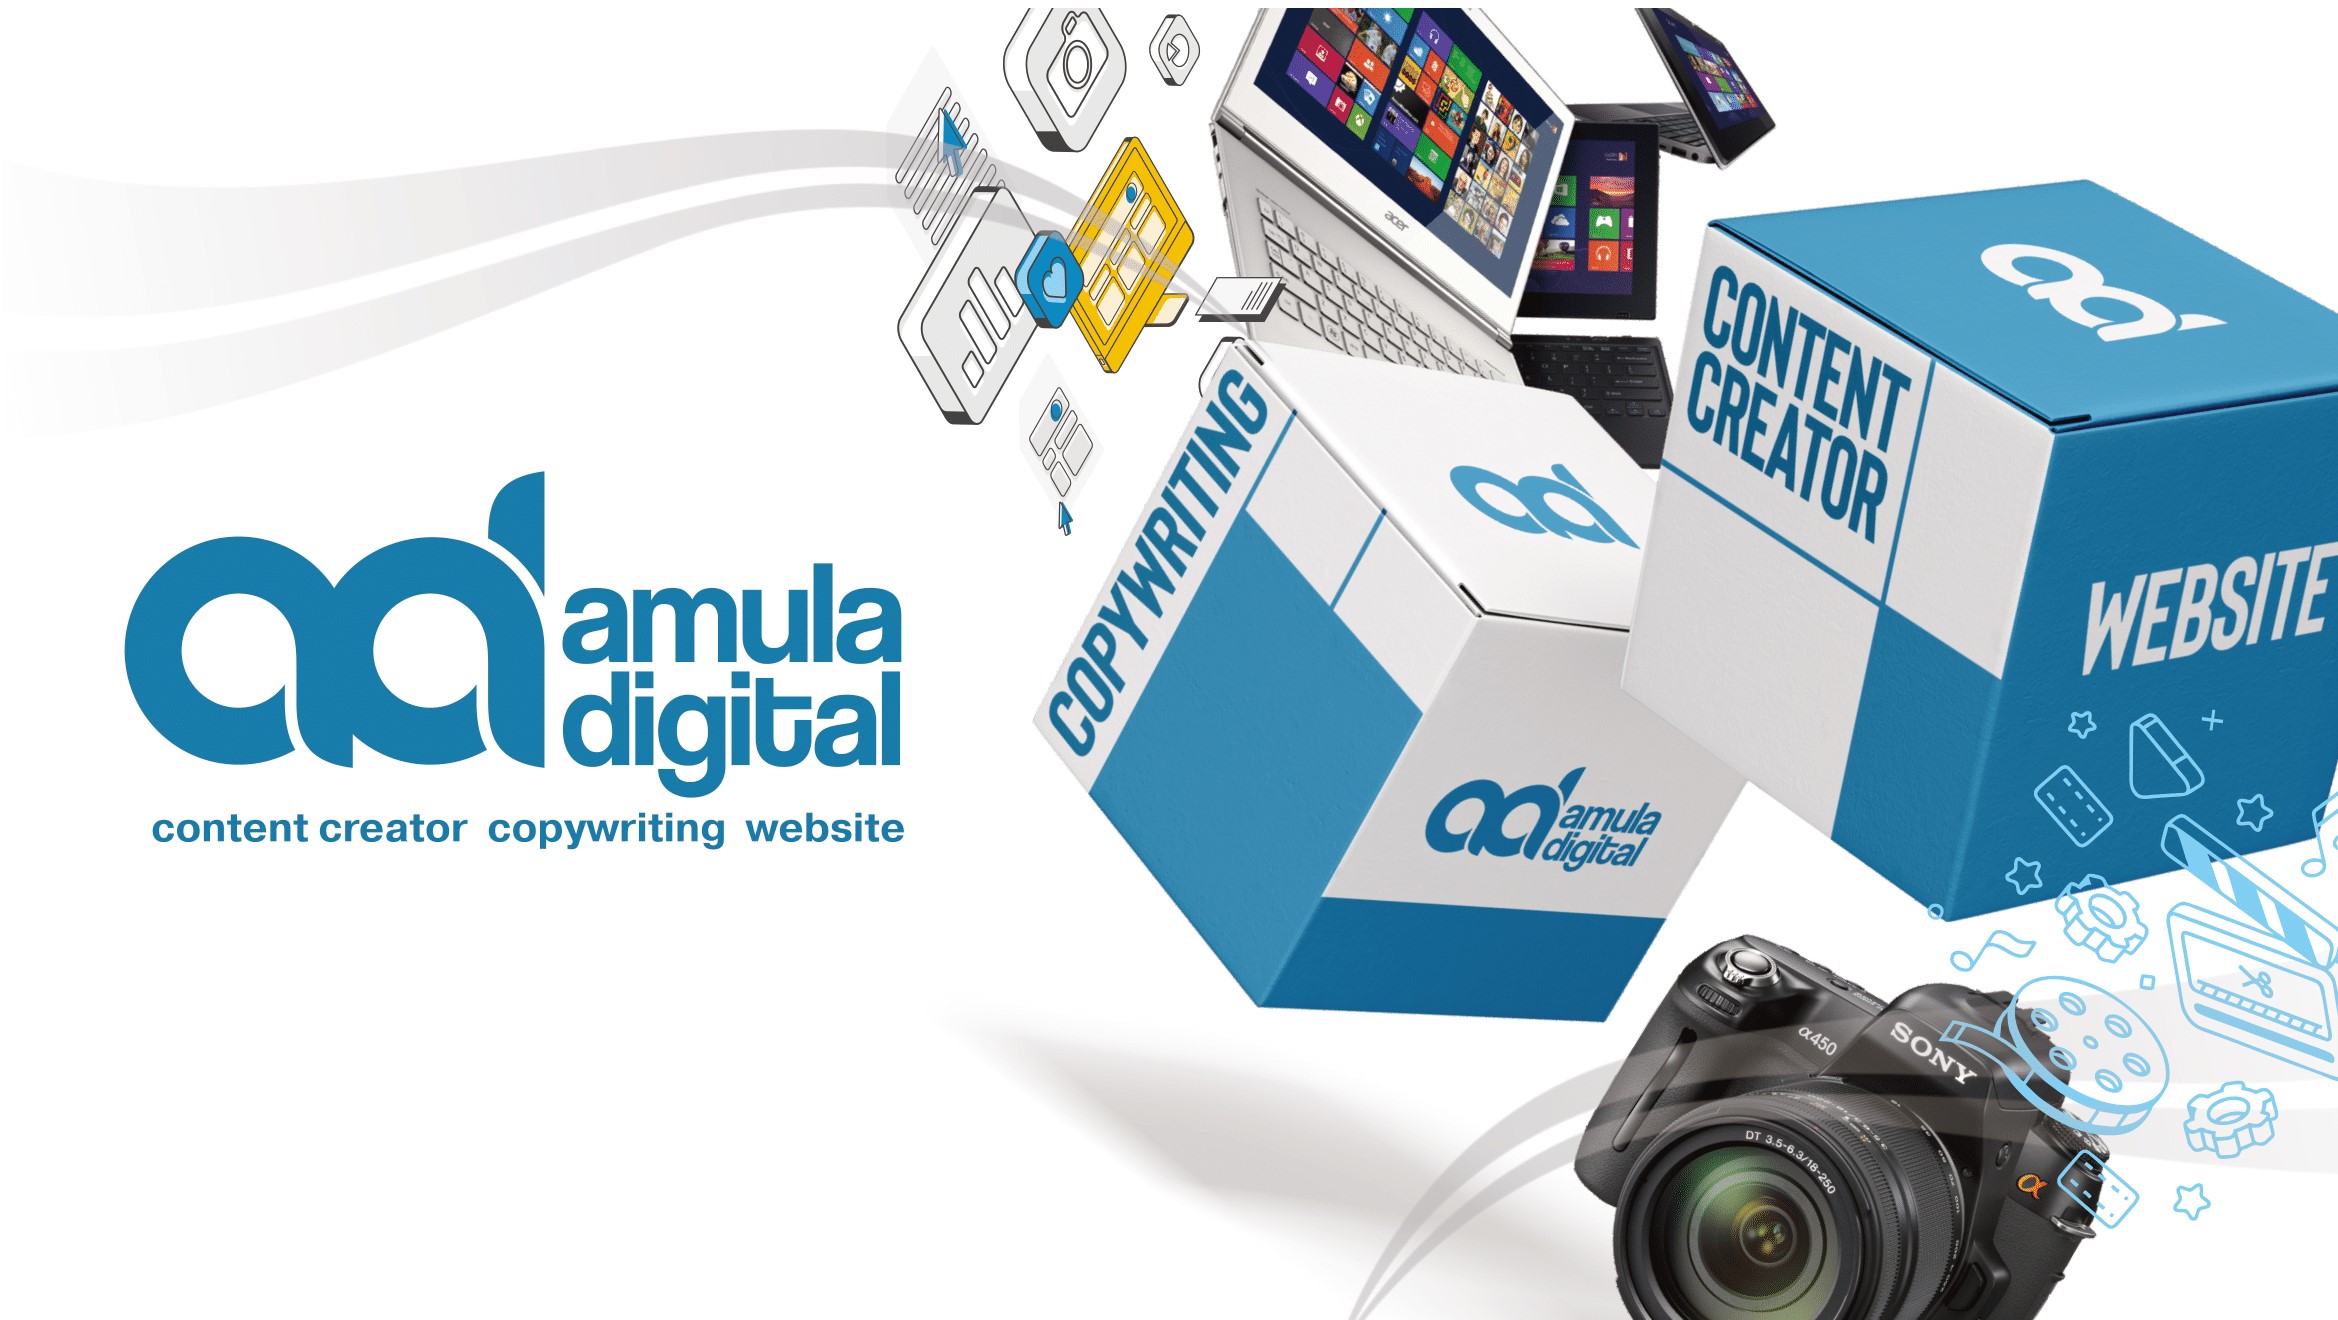 amula
digital
content creator copywriting website
acer
COPYWRITING
amula
digital
CONTENT
CREATOR
WEBSITE
α450
SONY
DT 3.5-6.3/18-250
α